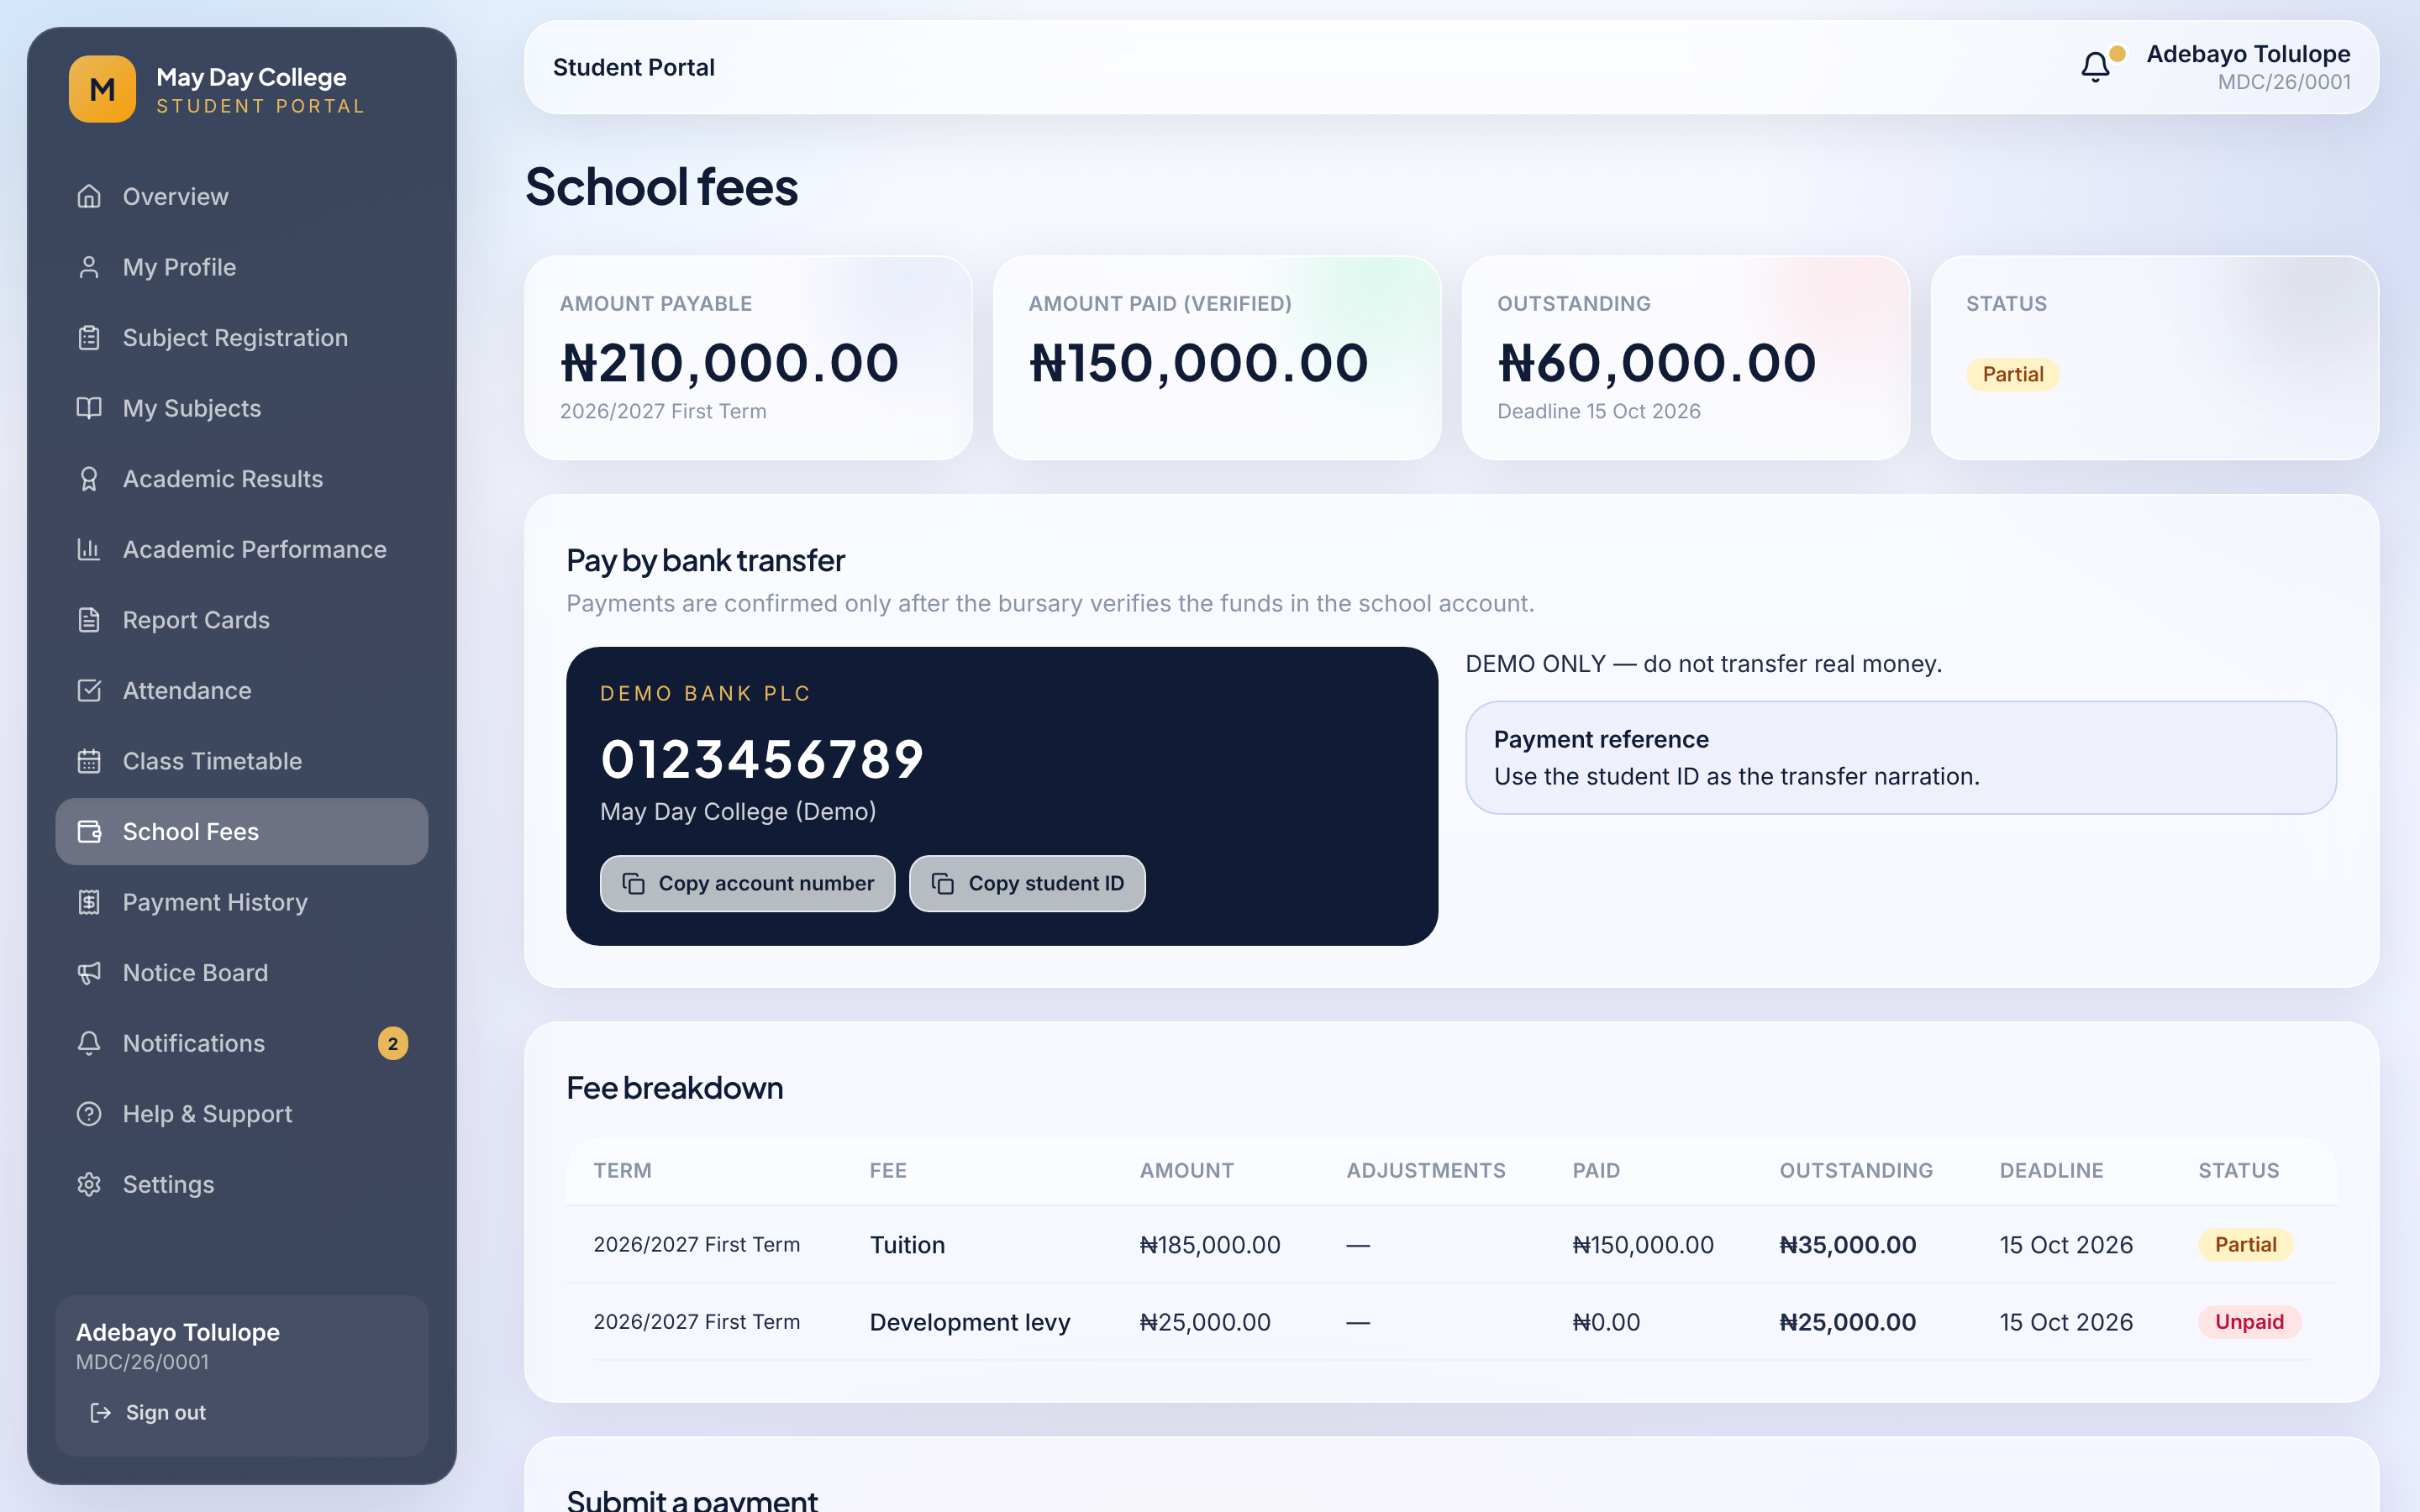 M
May Day College
STUDENT PORTAL
Overview
My Profile
Subject Registration
My Subjects
Academic Results
Academic Performance
Report Cards
Attendance
Class Timetable
School Fees
Payment History
Notice Board
Notifications 2
Help & Support
Settings
Adebayo Tolulope
MDC/26/0001
Sign out
Student Portal
Adebayo Tolulope
MDC/26/0001
School fees
AMOUNT PAYABLE
₦210,000.00
2026/2027 First Term
AMOUNT PAID (VERIFIED)
₦150,000.00
OUTSTANDING
₦60,000.00
Deadline 15 Oct 2026
STATUS
Partial
Pay by bank transfer
Payments are confirmed only after the bursary verifies the funds in the school account.
DEMO BANK PLC
0123456789
May Day College (Demo)
Copy account number Copy student ID
DEMO ONLY — do not transfer real money.
Payment reference
Use the student ID as the transfer narration.
Fee breakdown
TERM FEE AMOUNT ADJUSTMENTS PAID OUTSTANDING DEADLINE STATUS
2026/2027 First Term Tuition ₦185,000.00 — ₦150,000.00 ₦35,000.00 15 Oct 2026 Partial
2026/2027 First Term Development levy ₦25,000.00 — ₦0.00 ₦25,000.00 15 Oct 2026 Unpaid
Submit a payment